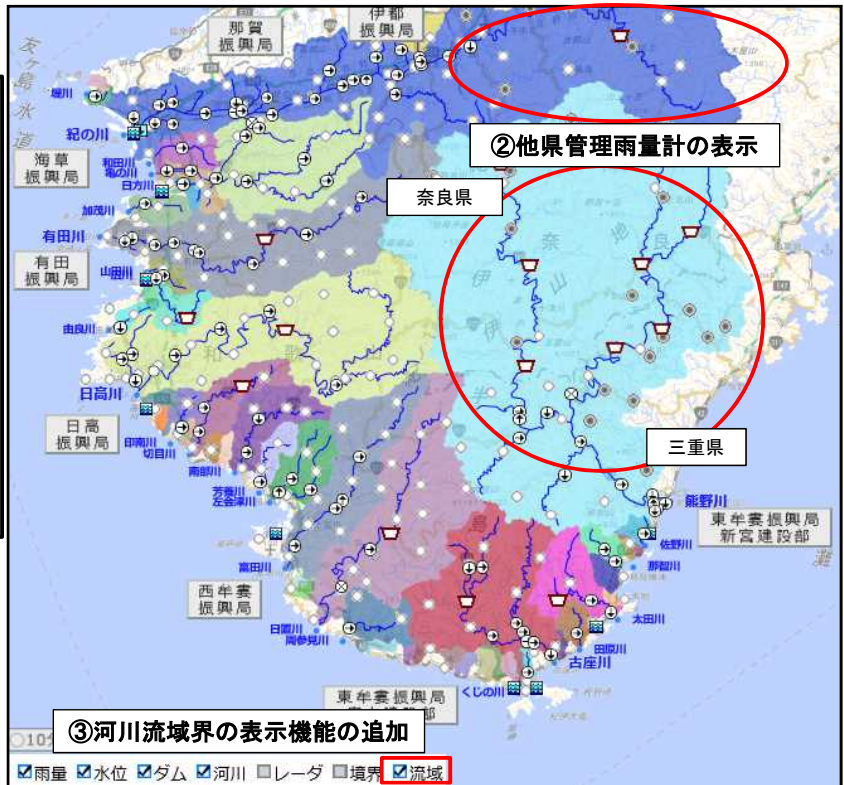 伊都
振興局
那賀
振興局
友ヶ島水道
堀川
紀の川
②他県管理雨量計の表示
海草
振興局
和田川
亀の川
日方川
奈良県
加茂川
有田川
有田
振興局
山田川
由良川
日高川
日高
振興局
印南川
切目川
三重県
南部川
芳養川
左会津川
熊野川
東牟婁振興局
新宮建設部
佐野川
那智川
富田川
西牟婁
振興局
太田川
日置川
周参見川
田原川
古座川
東牟婁振興局
くじの川
③河川流域界の表示機能の追加
雨量 水位 ダム 河川 レーダ 境界 流域